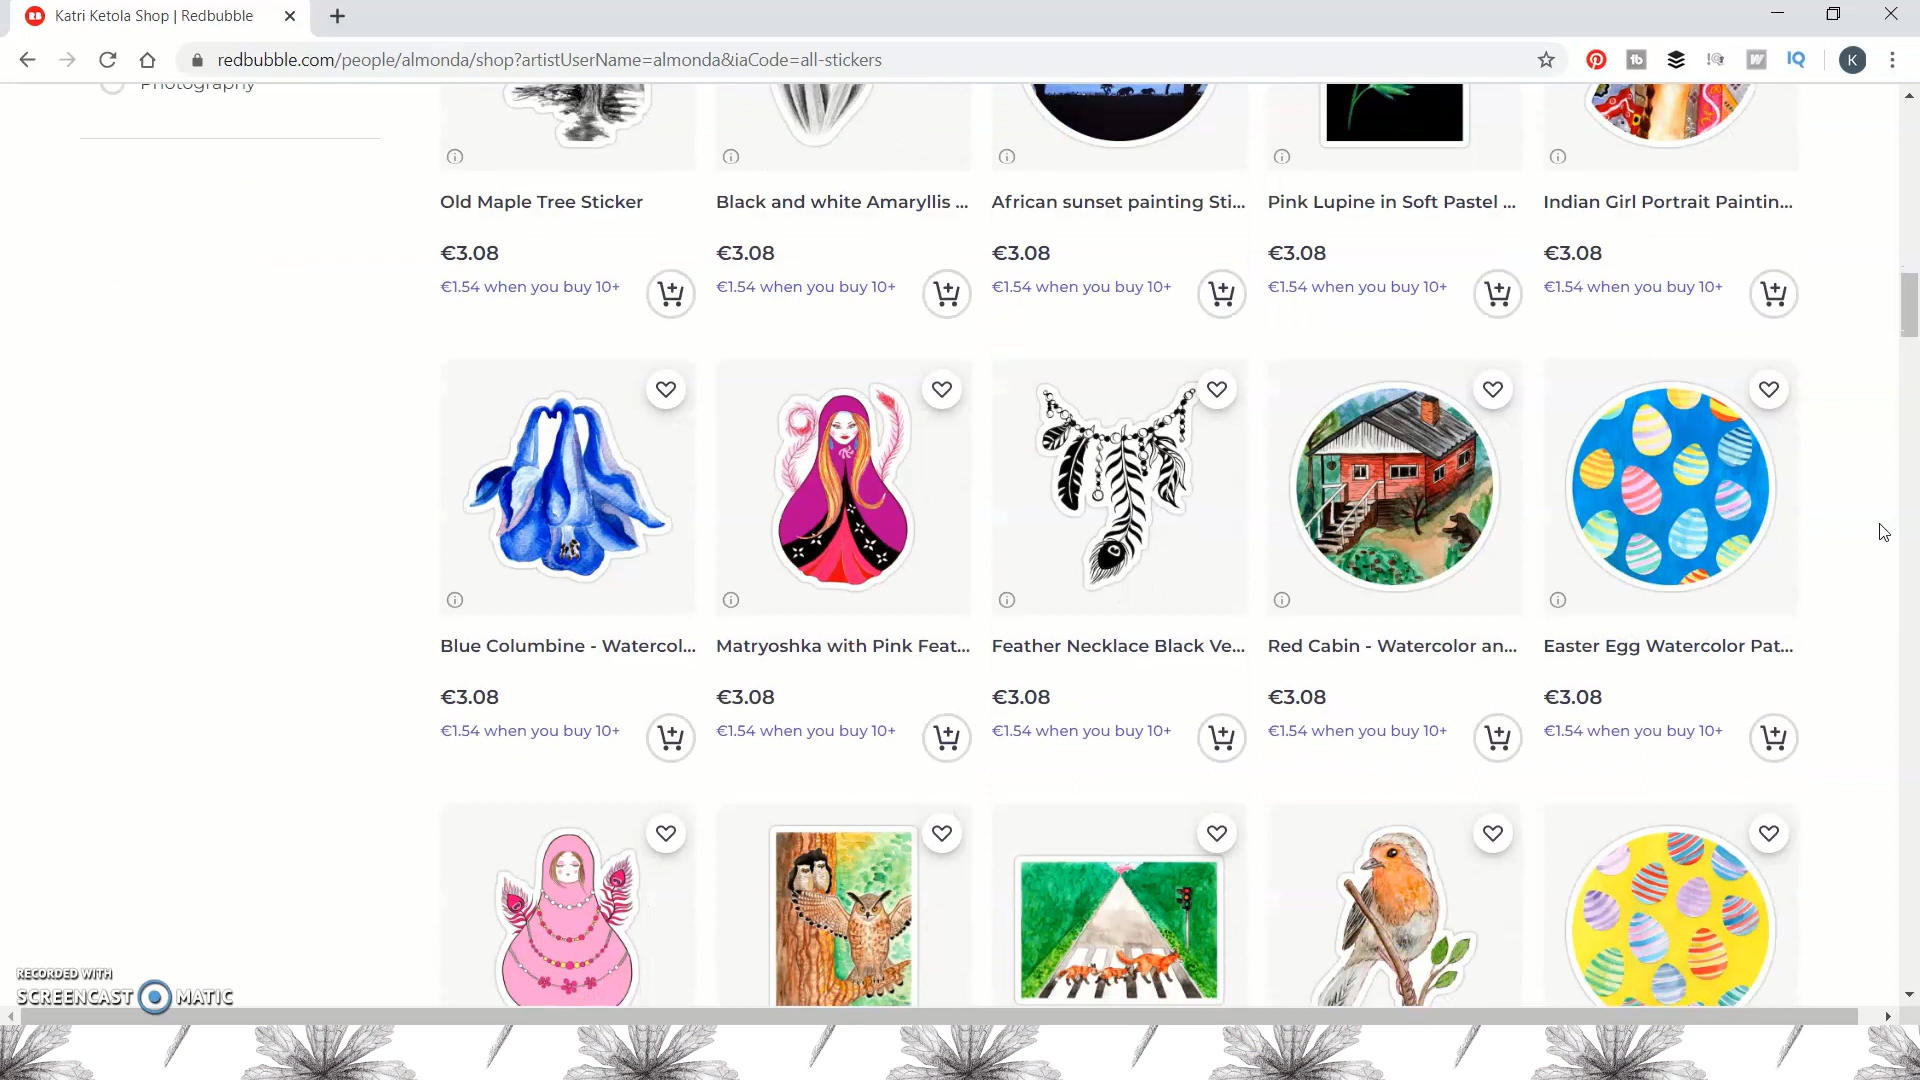 Katri Ketola Shop | Redbubble
redbubble.com/people/almonda/shop?artistUserName=almonda&iaCode=all-stickers
K
Photography
Old Maple Tree Sticker
Black and white Amaryllis ...
African sunset painting Sti...
Pink Lupine in Soft Pastel ...
Indian Girl Portrait Paintin...
€3.08
€3.08
€3.08
€3.08
€3.08
€1.54 when you buy 10+
€1.54 when you buy 10+
€1.54 when you buy 10+
€1.54 when you buy 10+
€1.54 when you buy 10+
Blue Columbine - Watercol...
Matryoshka with Pink Feat...
Feather Necklace Black Ve...
Red Cabin - Watercolor an...
Easter Egg Watercolor Pat...
€3.08
€3.08
€3.08
€3.08
€3.08
€1.54 when you buy 10+
€1.54 when you buy 10+
€1.54 when you buy 10+
€1.54 when you buy 10+
€1.54 when you buy 10+
RECORDED WITH
SCREENCAST MATIC